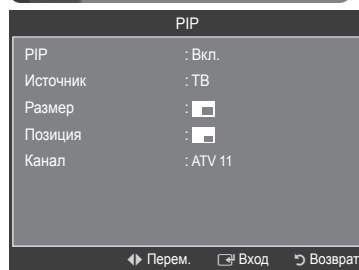 PIP
PIP : Вкл.
Источник : ТВ
Размер :
Позиция :
Канал : ATV 11
Перем. Вход Возврат